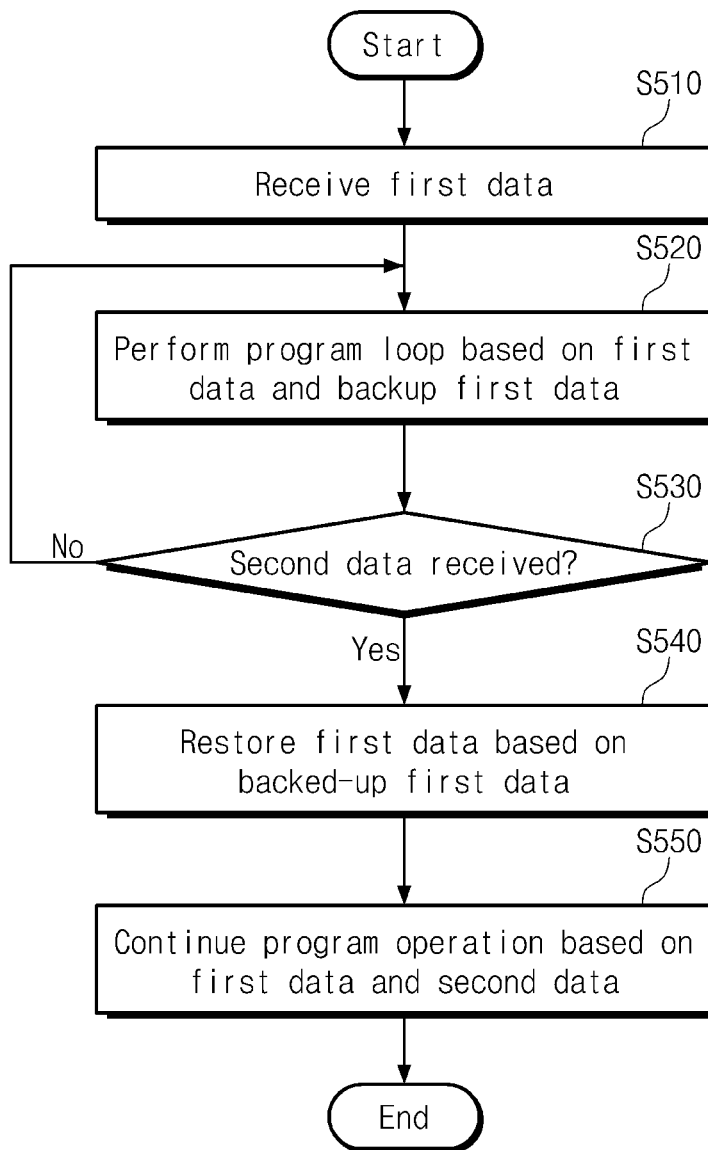 Start
S510
Receive first data
S520
Perform program loop based on first
data and backup first data
S530
Second data received?
No
Yes
S540
Restore first data based on
backed-up first data
S550
Continue program operation based on
first data and second data
End